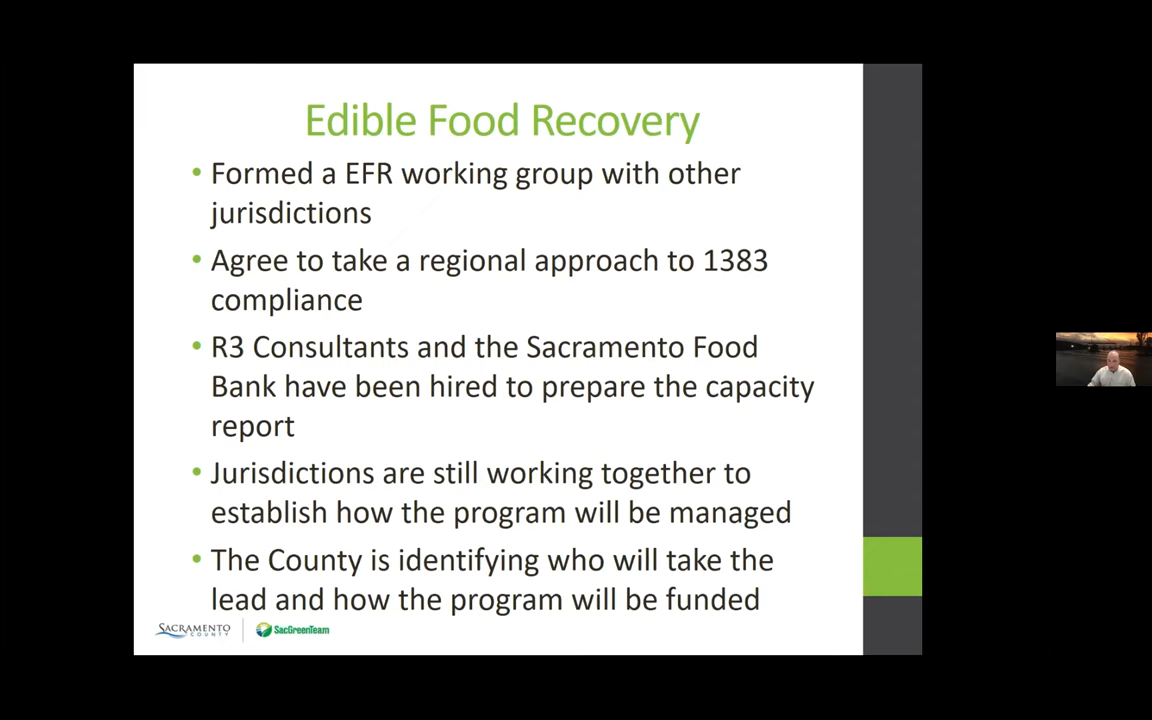 Edible Food Recovery
• Formed a EFR working group with other
jurisdictions
• Agree to take a regional approach to 1383
compliance
• R3 Consultants and the Sacramento Food
Bank have been hired to prepare the capacity
report
• Jurisdictions are still working together to
establish how the program will be managed
• The County is identifying who will take the
lead and how the program will be funded
SACRAMENTO
COUNTY
SacGreenTeam